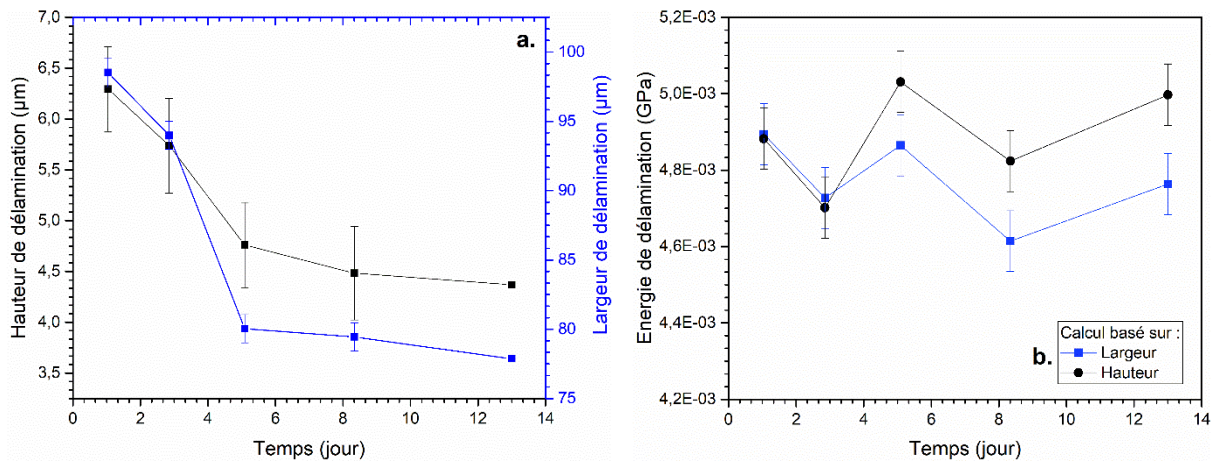 7,0
6,5
6,0
5,5
5,0
4,5
4,0
3,5
Hauteur de délamination (µm)
a.
100
95
90
85
80
75
Largeur de délamination (µm)
0 2 4 6 8 10 12 14
Temps (jour)
5,2E-03
5,0E-03
4,8E-03
4,6E-03
4,4E-03
4,2E-03
Energie de délamination (GPa)
b.
Calcul basé sur :
Largeur
Hauteur
0 2 4 6 8 10 12 14
Temps (jour)